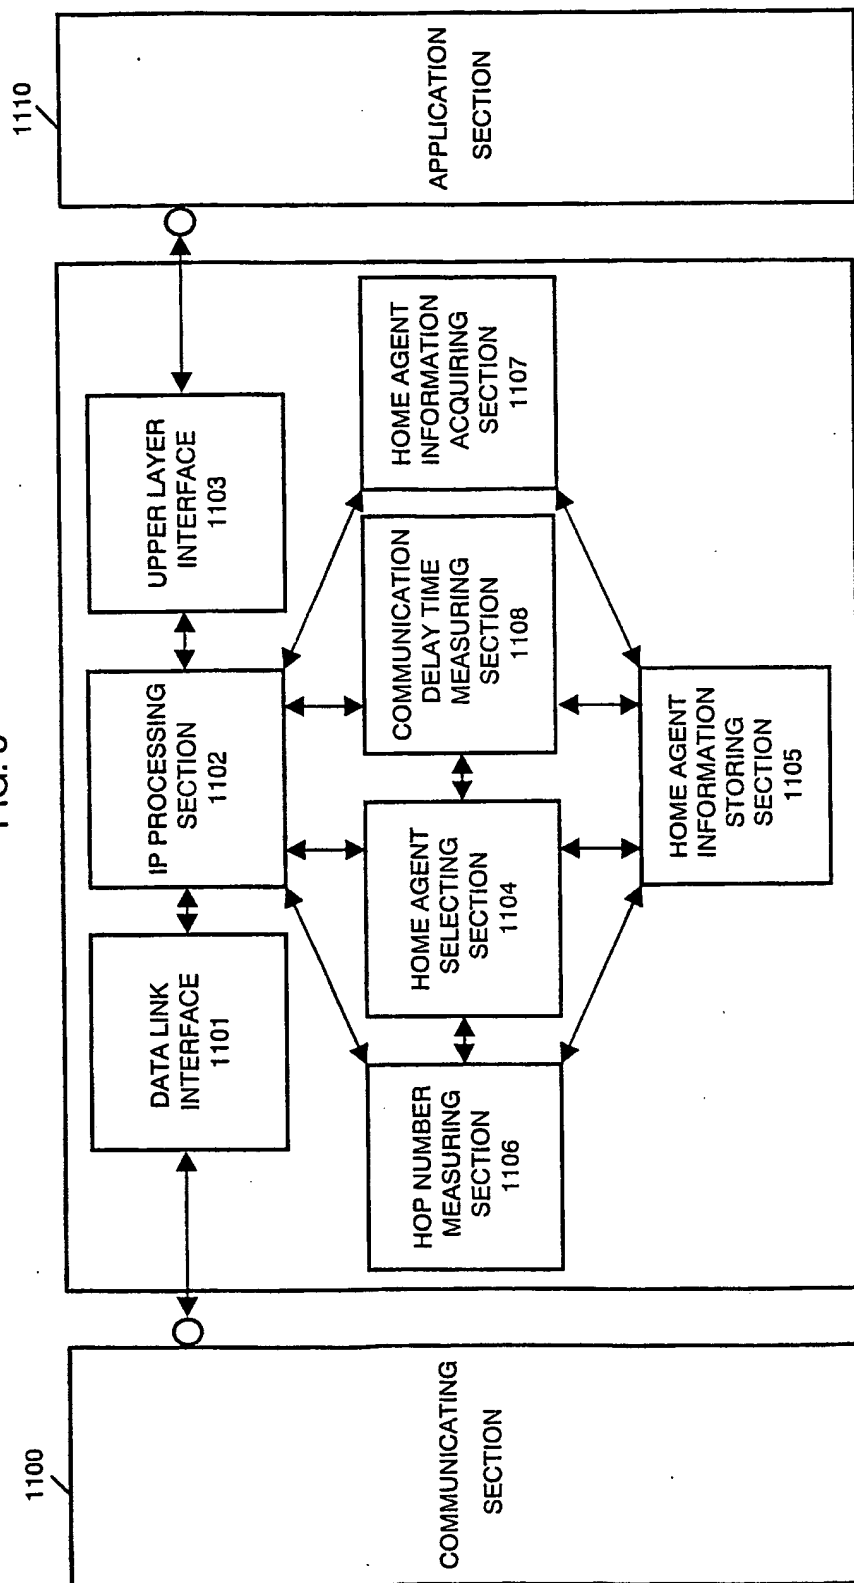 1100
COMMUNICATING
SECTION
DATA LINK
INTERFACE
1101
IP PROCESSING
SECTION
1102
UPPER LAYER
INTERFACE
1103
HOP NUMBER
MEASURING
SECTION
1106
HOME AGENT
SELECTING
SECTION
1104
COMMUNICATION
DELAY TIME
MEASURING
SECTION
1108
HOME AGENT
INFORMATION
ACQUIRING
SECTION
1107
HOME AGENT
INFORMATION
STORING
SECTION
1105
1110
APPLICATION
SECTION